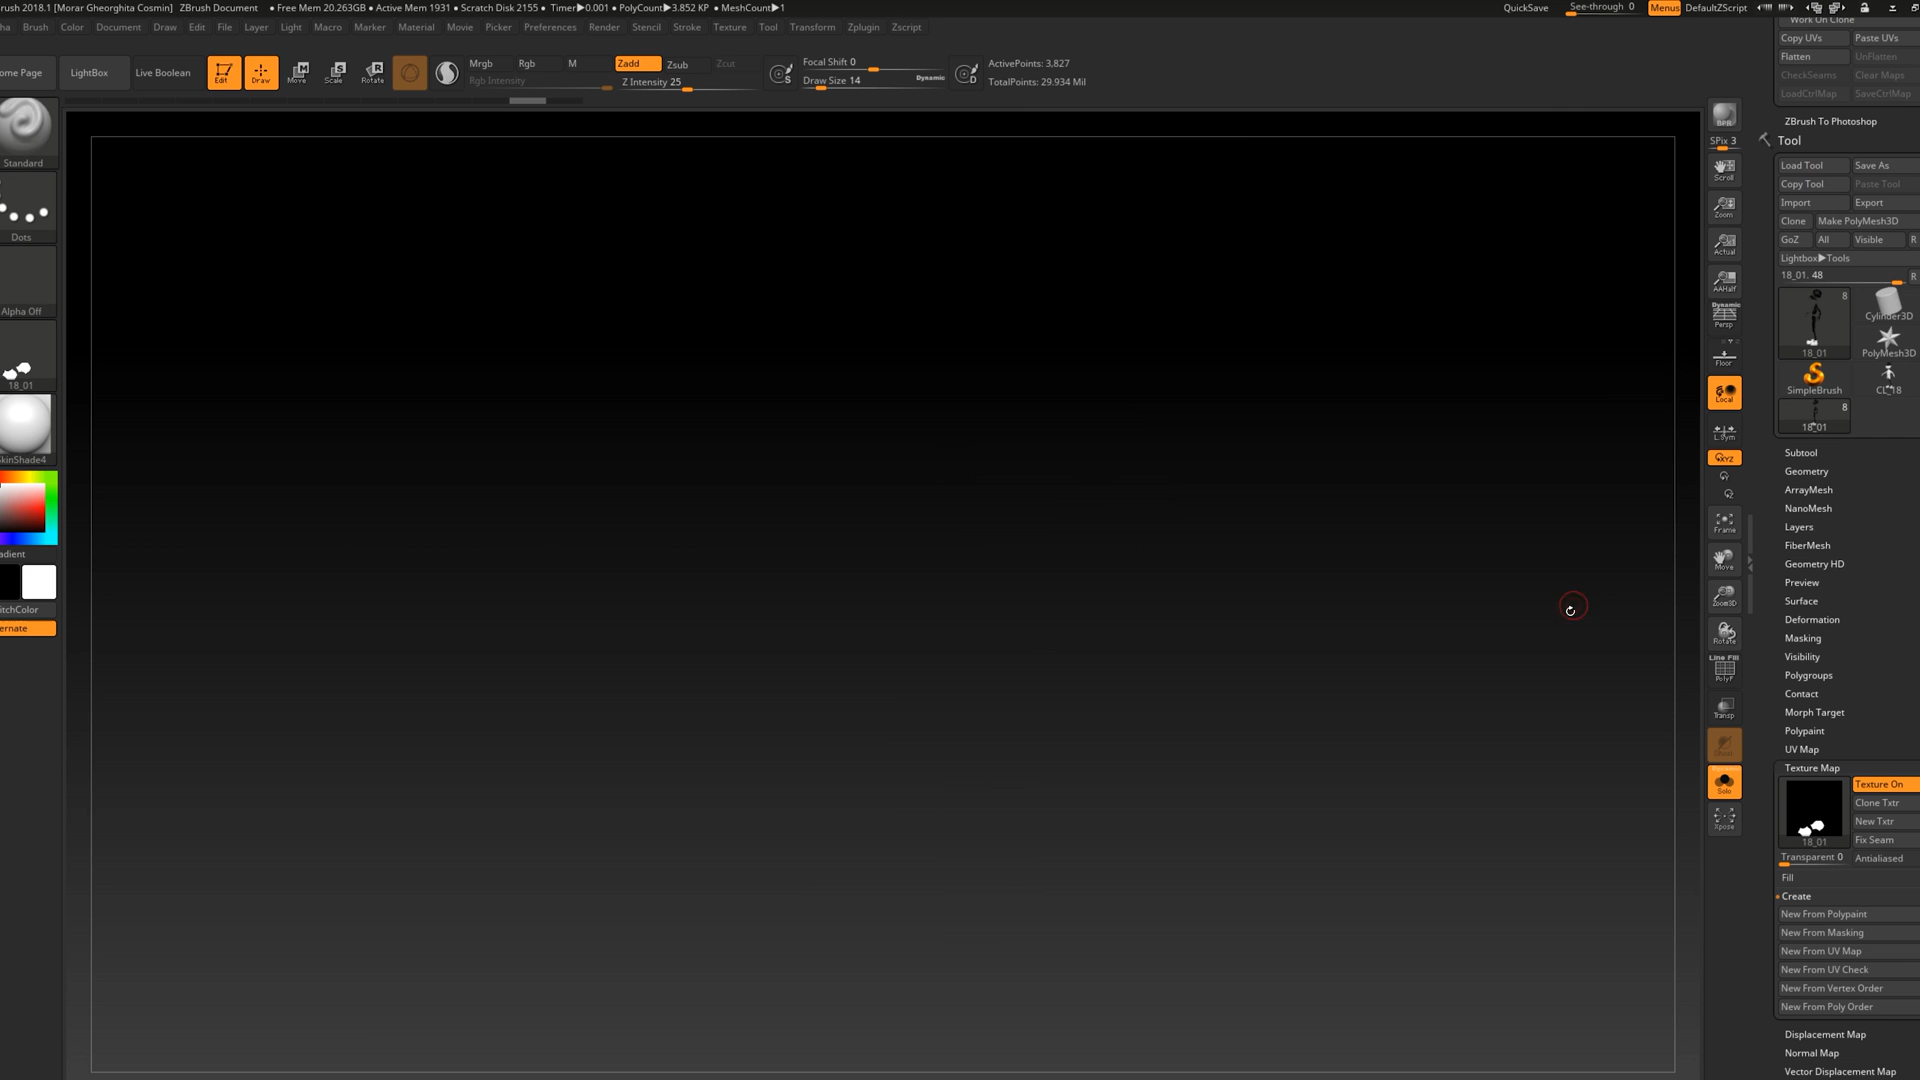 rush 2018.1 [Morar Gheorghita Cosmin] ZBrush Document ● Free Mem 20.263GB ● Active Mem 1931 ● Scratch Disk 2155 ● Timer▶0.001 ● PolyCount▶3.852 KP ● MeshCount▶1 QuickSave See-through 0 Menus DefaultZScript
ha Brush Color Document Draw Edit File Layer Light Macro Marker Material Movie Picker Preferences Render Stencil Stroke Texture Tool Transform Zplugin Zscript
ome Page LightBox Live Boolean Edit Draw Move Scale Rotate
Mrgb Rgb M Zadd Zsub Zcut
Rgb Intensity Z Intensity 25
Focal Shift 0
Draw Size 14 Dynamic
ActivePoints: 3,827
TotalPoints: 29.934 Mil
Standard
Dots
Alpha Off
18_01
kinShade4
adient
itchColor
ernate
BPR
SPix 3
Scroll
Zoom
Actual
AAHalf
Dynamic
Persp
Floor
Local
L.Sym
XYZ
Frame
Move
Zoom3D
Rotate
Line Fill
PolyF
Transp
Ghost
Solo
Xpose
Work On Clone
Copy UVs Paste UVs
Flatten UnFlatten
CheckSeams Clear Maps
LoadCtrlMap SaveCtrlMap
ZBrush To Photoshop
Tool
Load Tool Save As
Copy Tool Paste Tool
Import Export
Clone Make PolyMesh3D
GoZ All Visible R
Lightbox▶Tools
18_01. 48 R
8
18_01 Cylinder3D
PolyMesh3D
SimpleBrush CL_18
8
18_01
Subtool
Geometry
ArrayMesh
NanoMesh
Layers
FiberMesh
Geometry HD
Preview
Surface
Deformation
Masking
Visibility
Polygroups
Contact
Morph Target
Polypaint
UV Map
Texture Map
Texture On
Clone Txtr
New Txtr
Fix Seam
18_01
Transparent 0 Antialiased
Fill
Create
New From Polypaint
New From Masking
New From UV Map
New From UV Check
New From Vertex Order
New From Poly Order
Displacement Map
Normal Map
Vector Displacement Map